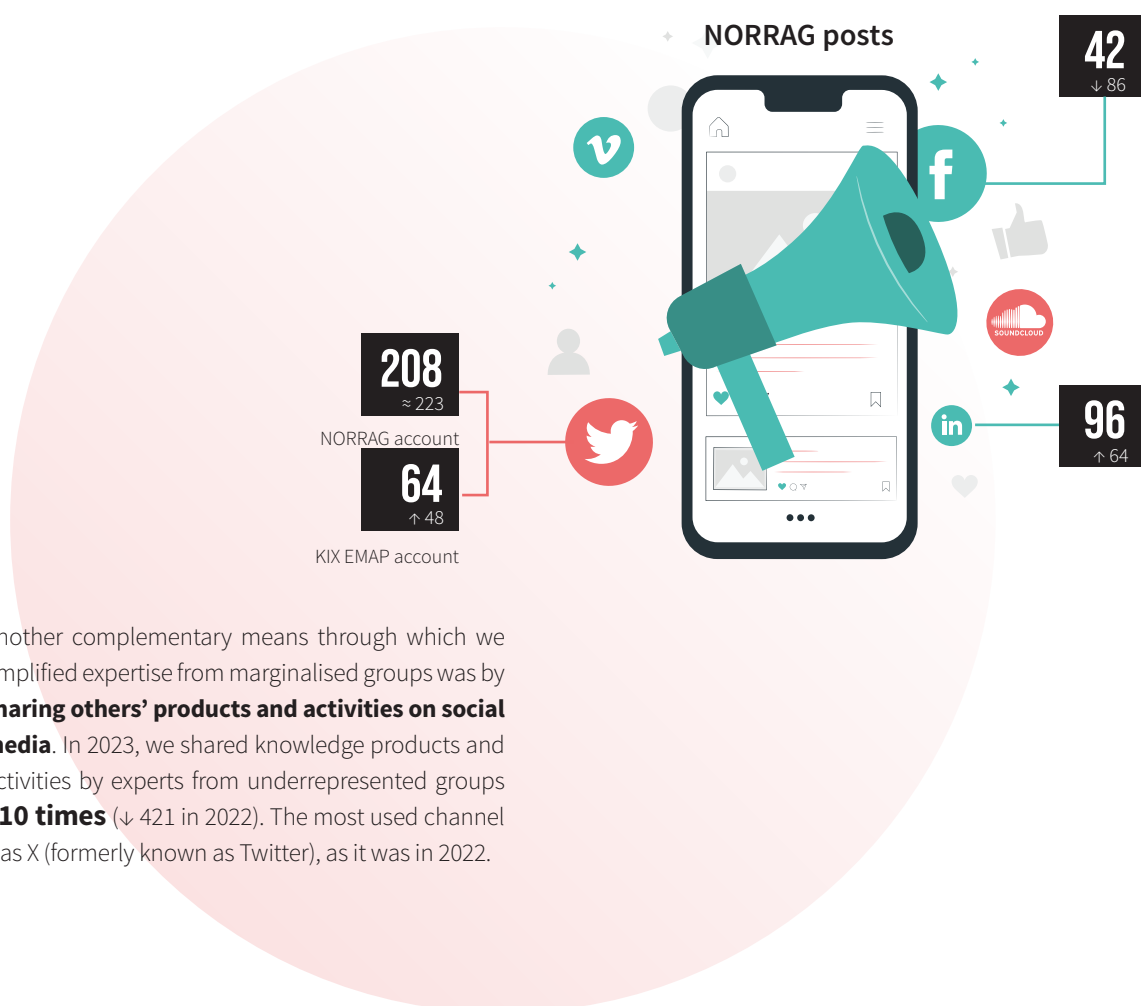 NORRAG posts
42
↓ 86
f
SOUNDCLOUD
208
≈ 223
NORRAG account
64
↑ 48
KIX EMAP account
in
96
↑ 64
nother complementary means through which we
mplified expertise from marginalised groups was by
haring others’ products and activities on social
nedia. In 2023, we shared knowledge products and
ctivities by experts from underrepresented groups
10 times (↓ 421 in 2022). The most used channel
as X (formerly known as Twitter), as it was in 2022.